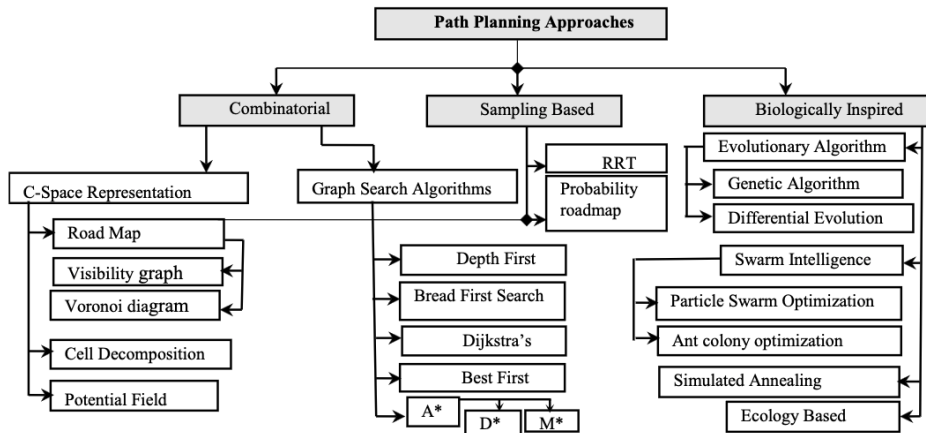 Path Planning Approaches
Combinatorial
Sampling Based
Biologically Inspired
C-Space Representation
Road Map
Visibility graph
Voronoi diagram
Cell Decomposition
Potential Field
Graph Search Algorithms
Depth First
Bread First Search
Dijkstra's
Best First
A*
D*
M*
RRT
Probability
roadmap
Evolutionary Algorithm
Genetic Algorithm
Differential Evolution
Swarm Intelligence
Particle Swarm Optimization
Ant colony optimization
Simulated Annealing
Ecology Based